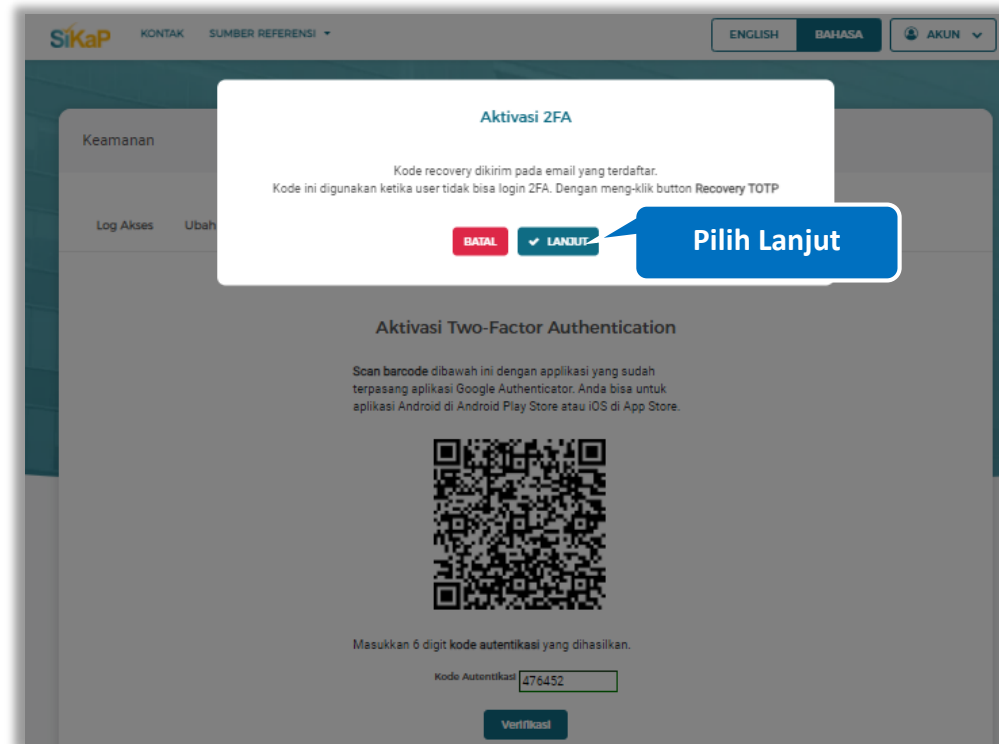 SiKaP KONTAK SUMBER REFERENSI ENGLISH BAHASA AKUN
Aktivasi 2FA
Keamanan
Kode recovery dikirim pada email yang terdaftar.
Kode ini digunakan ketika user tidak bisa login 2FA. Dengan meng-klik button Recovery TOTP
Log Akses Ubah
BATAL LANJUT
Pilih Lanjut
Aktivasi Two-Factor Authentication
Scan barcode dibawah ini dengan applikasi yang sudah
terpasang aplikasi Google Authenticator. Anda bisa untuk
aplikasi Android di Android Play Store atau iOS di App Store.
Masukkan 6 digit kode autentikasi yang dihasilkan.
Kode Autentikasi 476452
Verifikasi